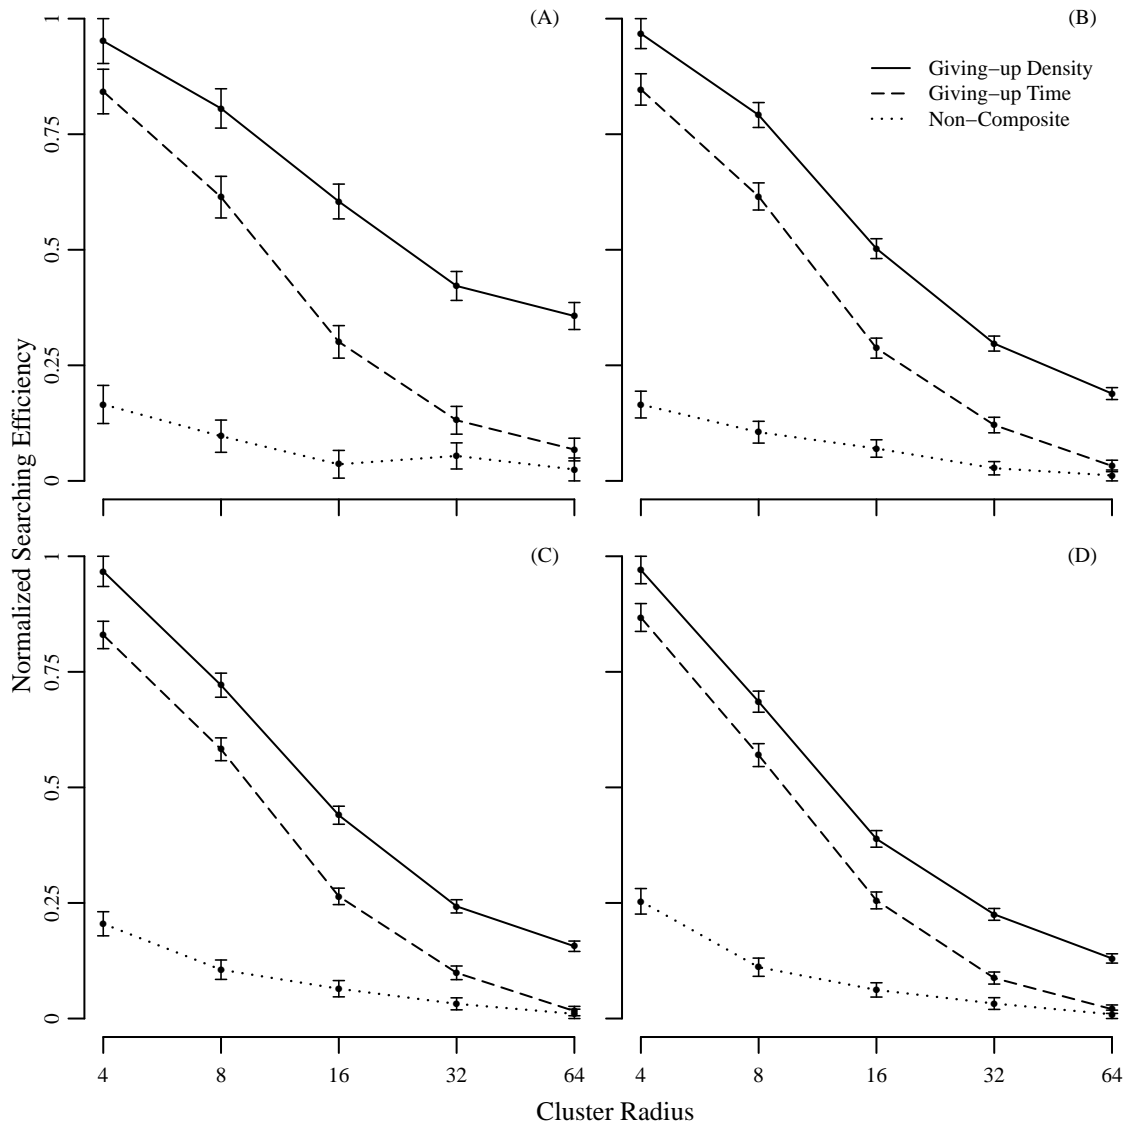 (A)
(B)
1
0.75
0.5
0.25
0
Giving−up Density
Giving−up Time
Non−Composite
Normalized Searching Efficiency
(C)
(D)
1
0.75
0.5
0.25
0
4 8 16 32 64
4 8 16 32 64
Cluster Radius